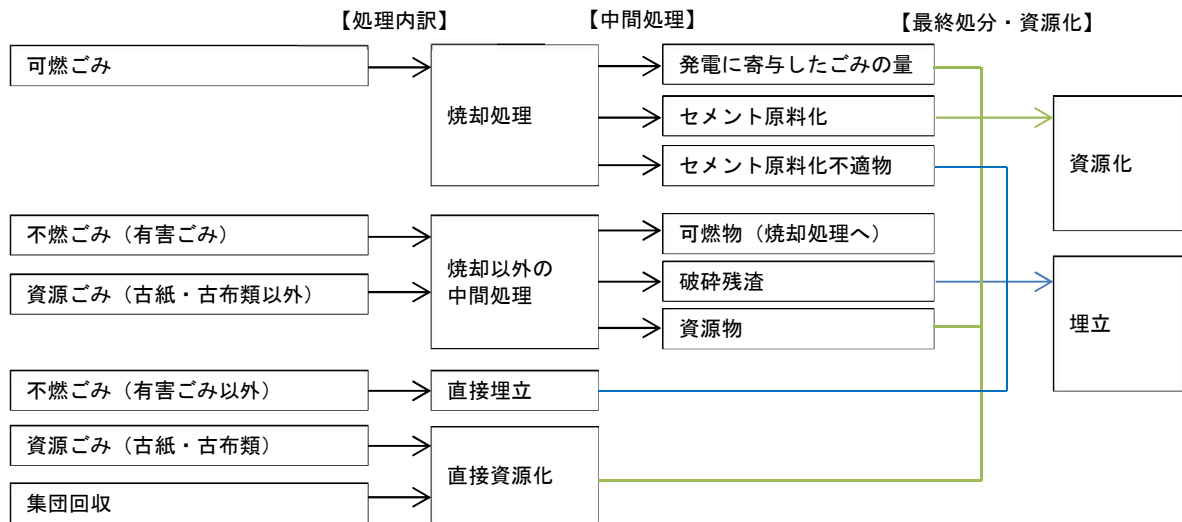 【処理内訳】
【中間処理】
【最終処分・資源化】
可燃ごみ
焼却処理
発電に寄与したごみの量
セメント原料化
セメント原料化不適物
資源化
不燃ごみ（有害ごみ）
資源ごみ（古紙・古布類以外）
焼却以外の
中間処理
可燃物（焼却処理へ）
破砕残渣
資源物
埋立
不燃ごみ（有害ごみ以外）
直接埋立
資源ごみ（古紙・古布類）
集団回収
直接資源化